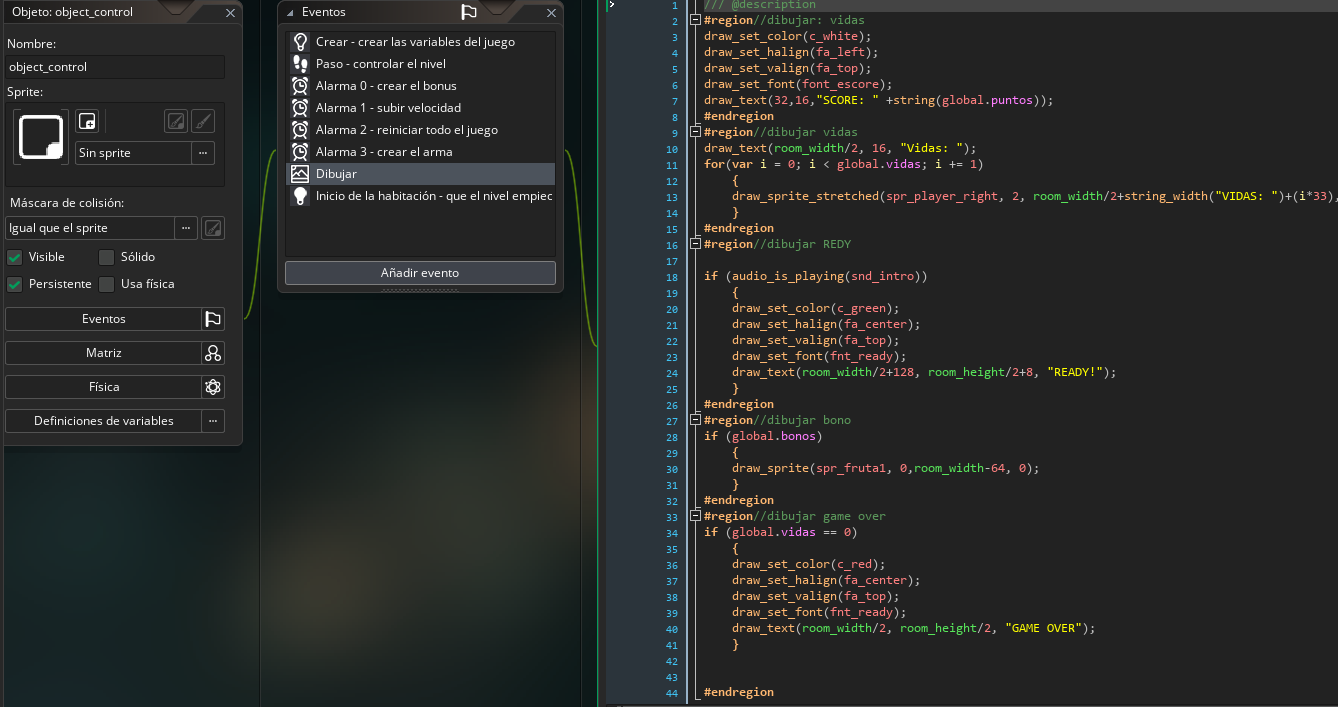 Objeto: object_control
Nombre:
object_control
Sprite:
Sin sprite
...
Máscara de colisión:
Igual que el sprite
...
Visible
Sólido
Persistente
Usa física
Eventos
Matriz
Física
Definiciones de variables
...
Eventos
Crear - crear las variables del juego
Paso - controlar el nivel
Alarma 0 - crear el bonus
Alarma 1 - subir velocidad
Alarma 2 - reiniciar todo el juego
Alarma 3 - crear el arma
Dibujar
Inicio de la habitación - que el nivel empiec
Añadir evento
1 /// @description
2 #region//dibujar: vidas
3 draw_set_color(c_white);
4 draw_set_halign(fa_left);
5 draw_set_valign(fa_top);
6 draw_set_font(font_escore);
7 draw_text(32,16,"SCORE: " +string(global.puntos));
8 #endregion
9 #region//dibujar vidas
10 draw_text(room_width/2, 16, "Vidas: ");
11 for(var i = 0; i < global.vidas; i += 1)
12 {
13 draw_sprite_stretched(spr_player_right, 2, room_width/2+string_width("VIDAS: ")+(i*33),
14 }
15 #endregion
16 #region//dibujar REDY
17
18 if (audio_is_playing(snd_intro))
19 {
20 draw_set_color(c_green);
21 draw_set_halign(fa_center);
22 draw_set_valign(fa_top);
23 draw_set_font(fnt_ready);
24 draw_text(room_width/2+128, room_height/2+8, "READY!");
25 }
26 #endregion
27 #region//dibujar bono
28 if (global.bonos)
29 {
30 draw_sprite(spr_fruta1, 0,room_width-64, 0);
31 }
32 #endregion
33 #region//dibujar game over
34 if (global.vidas == 0)
35 {
36 draw_set_color(c_red);
37 draw_set_halign(fa_center);
38 draw_set_valign(fa_top);
39 draw_set_font(fnt_ready);
40 draw_text(room_width/2, room_height/2, "GAME OVER");
41 }
42
43
44 #endregion